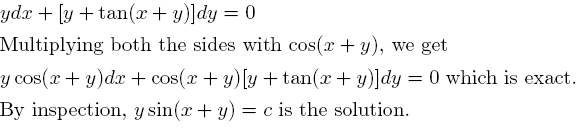 ydx + [y + tan(x + y)]dy = 0
Multiplying both the sides with cos(x + y), we get
y cos(x + y)dx + cos(x + y)[y + tan(x + y)]dy = 0 which is exact.
By inspection, y sin(x + y) = c is the solution.